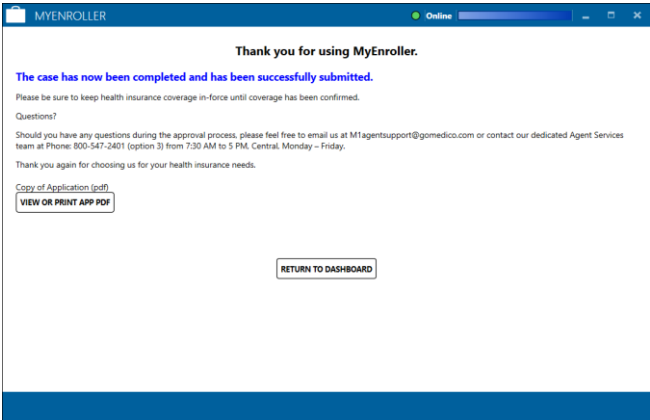 MYENROLLER
Online
Thank you for using MyEnroller.
The case has now been completed and has been successfully submitted.
Please be sure to keep health insurance coverage in-force until coverage has been confirmed.
Questions?
Should you have any questions during the approval process, please feel free to email us at M1agentsupport@gomedico.com or contact our dedicated Agent Services
team at Phone: 800-547-2401 (option 3) from 7:30 AM to 5 PM, Central, Monday – Friday.
Thank you again for choosing us for your health insurance needs.
Copy of Application (pdf)
VIEW OR PRINT APP PDF
RETURN TO DASHBOARD